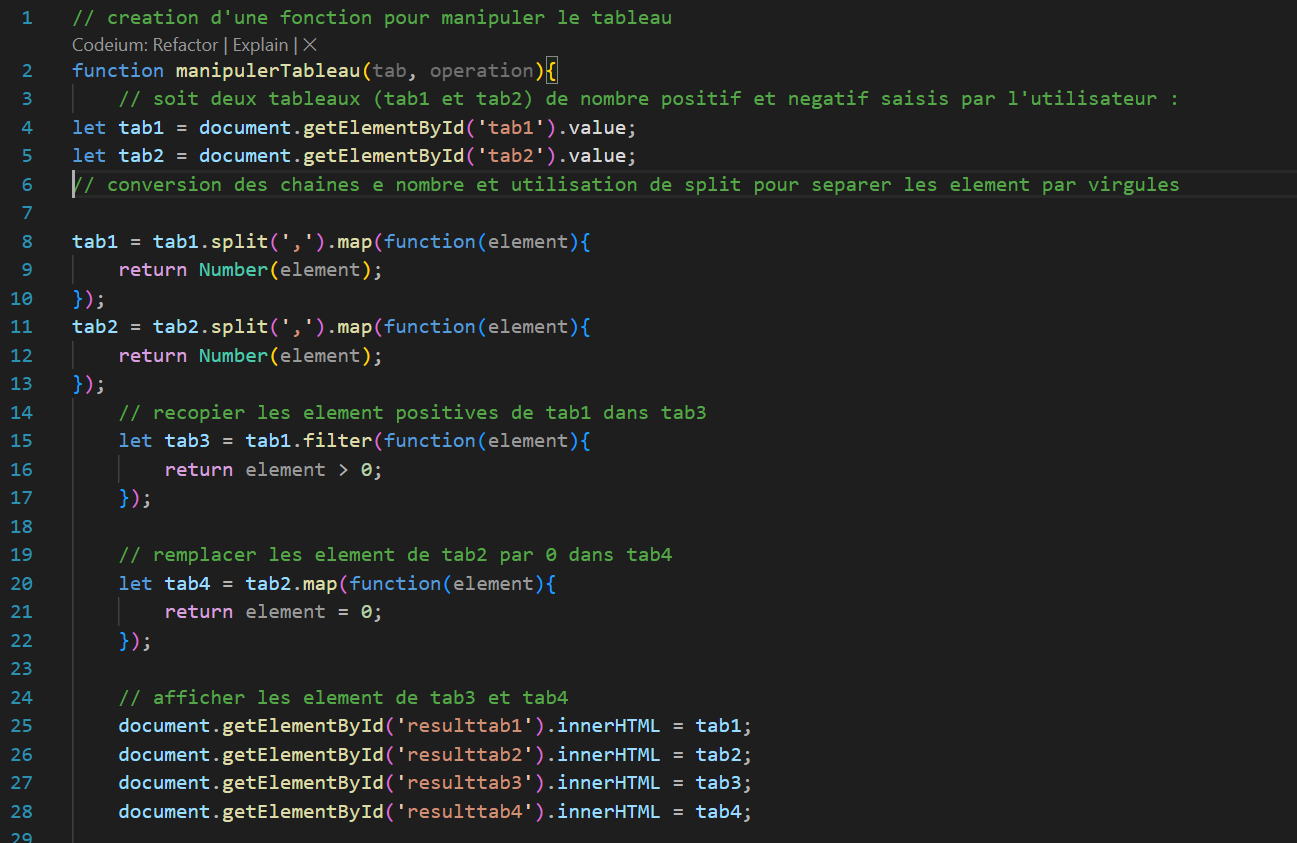 1 // creation d'une fonction pour manipuler le tableau
Codeium: Refactor | Explain | ×
2 function manipulerTableau(tab, operation){
3 // soit deux tableaux (tab1 et tab2) de nombre positif et negatif saisis par l'utilisateur :
4 let tab1 = document.getElementById('tab1').value;
5 let tab2 = document.getElementById('tab2').value;
6 // conversion des chaines e nombre et utilisation de split pour separer les element par virgules
7
8 tab1 = tab1.split(',').map(function(element){
9 return Number(element);
10 });
11 tab2 = tab2.split(',').map(function(element){
12 return Number(element);
13 });
14 // recopier les element positives de tab1 dans tab3
15 let tab3 = tab1.filter(function(element){
16 return element > 0;
17 });
18
19 // remplacer les element de tab2 par 0 dans tab4
20 let tab4 = tab2.map(function(element){
21 return element = 0;
22 });
23
24 // afficher les element de tab3 et tab4
25 document.getElementById('resulttab1').innerHTML = tab1;
26 document.getElementById('resulttab2').innerHTML = tab2;
27 document.getElementById('resulttab3').innerHTML = tab3;
28 document.getElementById('resulttab4').innerHTML = tab4;
29